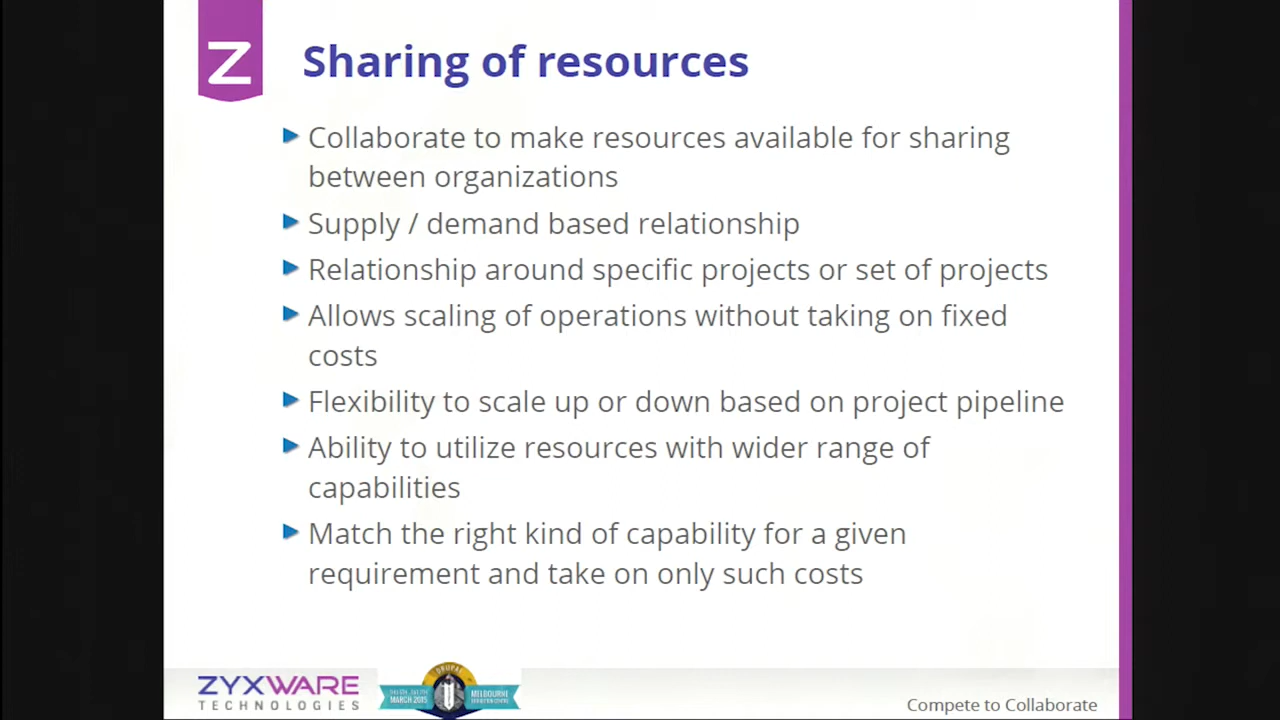 Z
Sharing of resources
Collaborate to make resources available for sharing
between organizations
Supply / demand based relationship
Relationship around specific projects or set of projects
Allows scaling of operations without taking on fixed
costs
Flexibility to scale up or down based on project pipeline
Ability to utilize resources with wider range of
capabilities
Match the right kind of capability for a given
requirement and take on only such costs
ZYXWARE
TECHNOLOGIES
DRUPAL
MARCH 2015
MELBOURNE
Compete to Collaborate